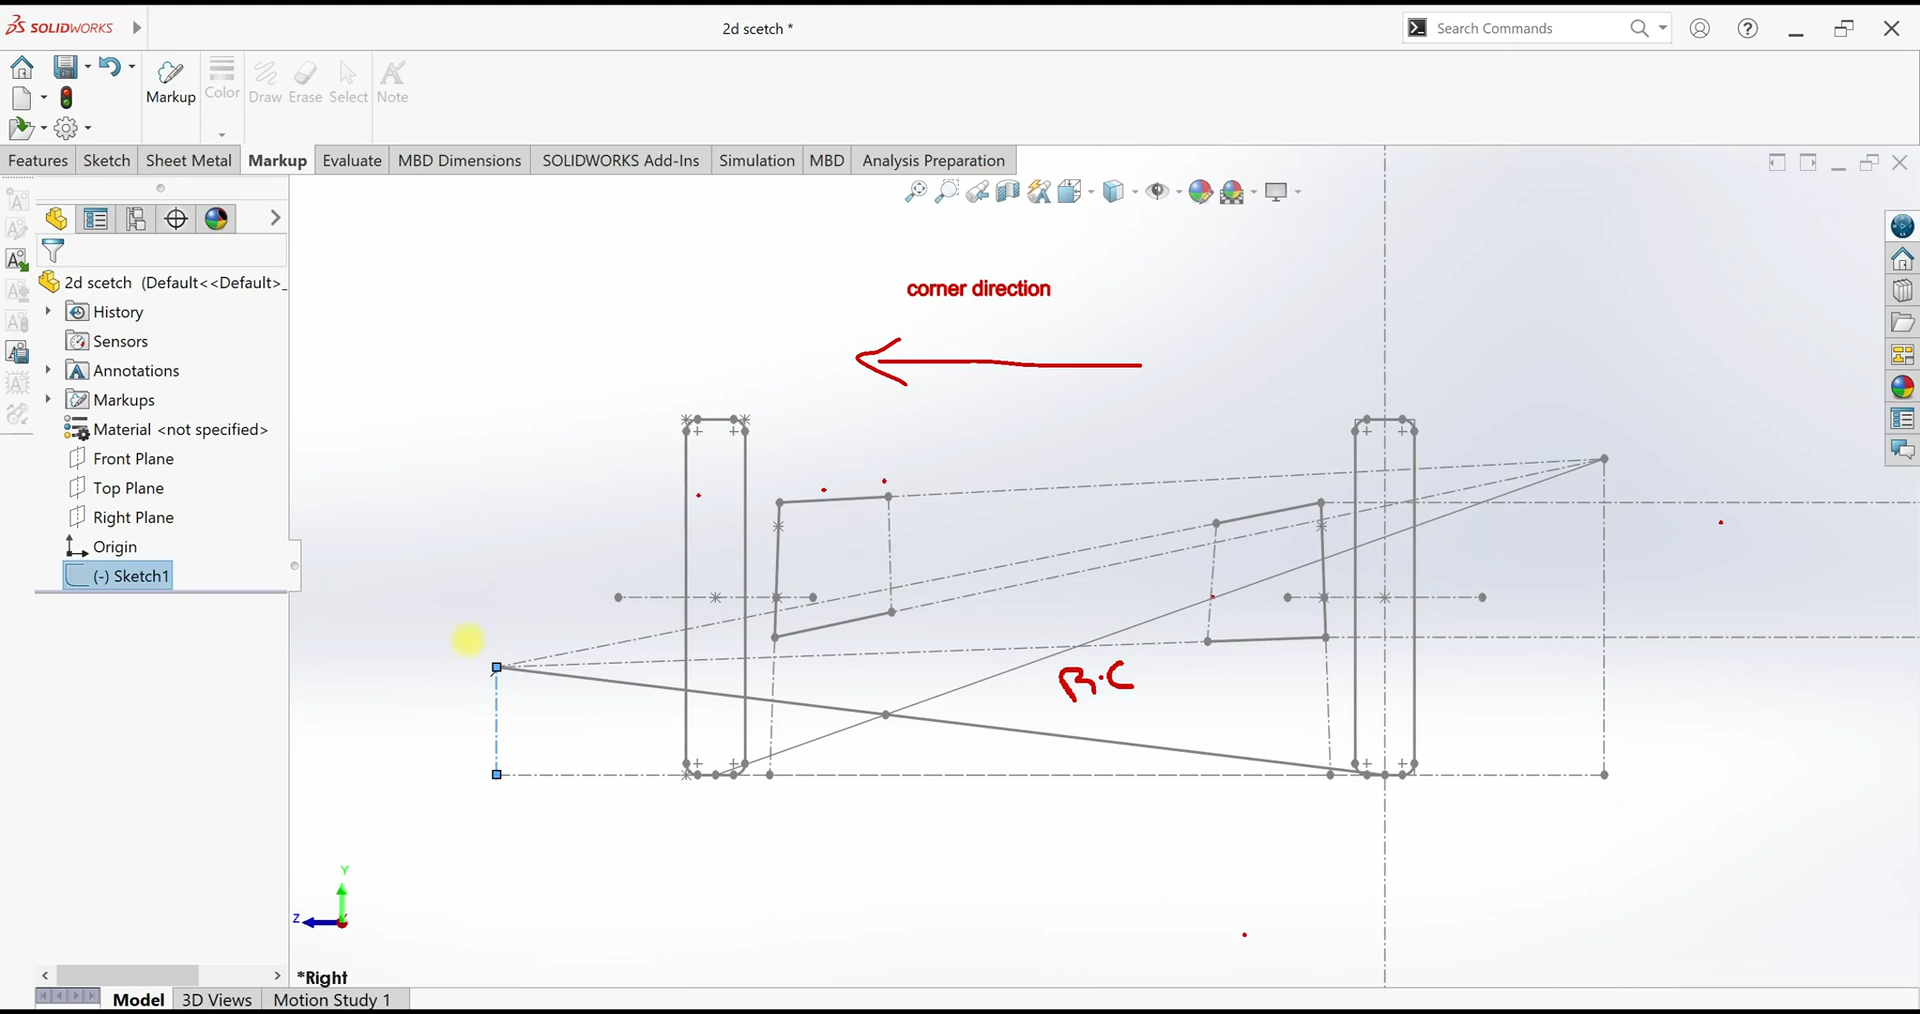 SOLIDWORKS
2d scetch *
Search Commands
Markup
Color
Draw
Erase
Select
Note
Features
Sketch
Sheet Metal
Markup
Evaluate
MBD Dimensions
SOLIDWORKS Add-Ins
Simulation
MBD
Analysis Preparation
2d scetch (Default<<Default>_
History
Sensors
Annotations
Markups
Material <not specified>
Front Plane
Top Plane
Right Plane
Origin
(-) Sketch1
corner direction
R.C
Y
Z
*Right
Model
3D Views
Motion Study 1